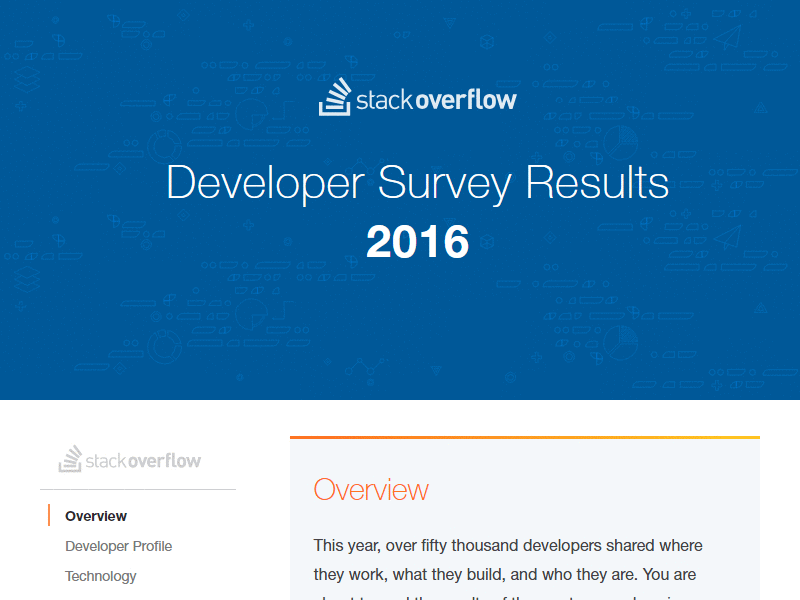 stackoverflow
Developer Survey Results
2016
stackoverflow
Overview
Developer Profile
Technology
Overview
This year, over fifty thousand developers shared where
they work, what they build, and who they are. You are